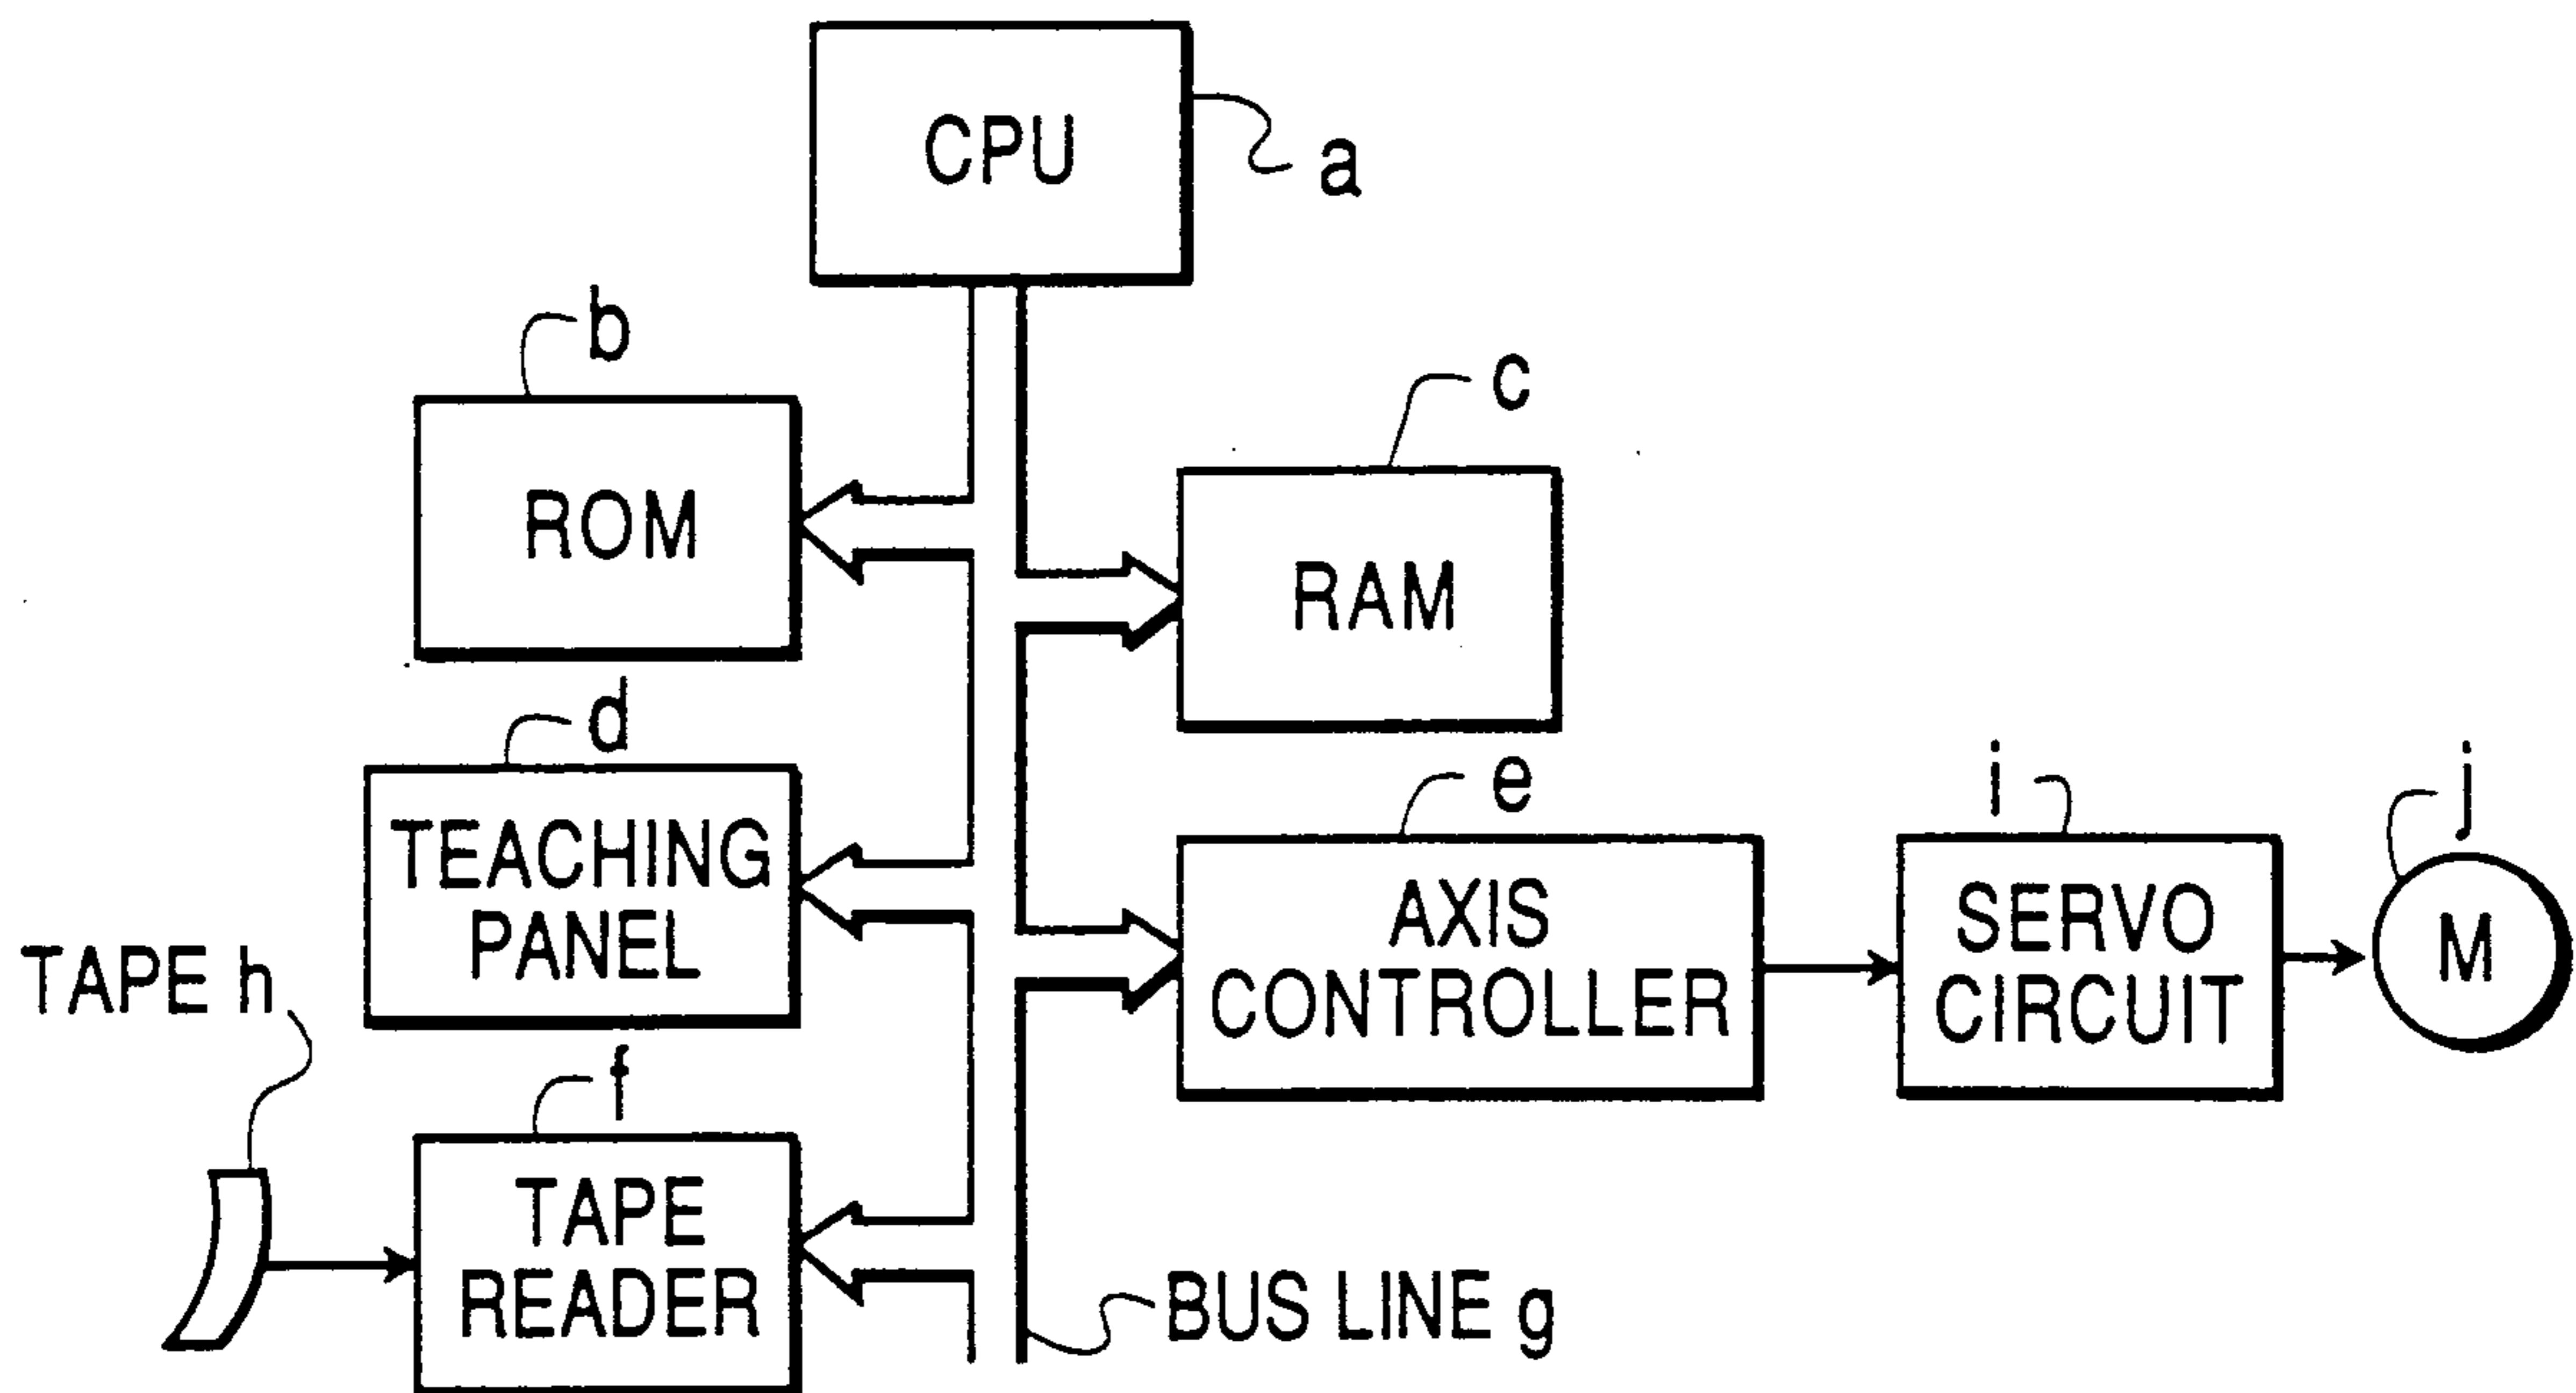 CPU
a
b
ROM
c
RAM
d
TEACHING
PANEL
e
AXIS
CONTROLLER
i
SERVO
CIRCUIT
j
M
TAPE h
f
TAPE
READER
BUS LINE g